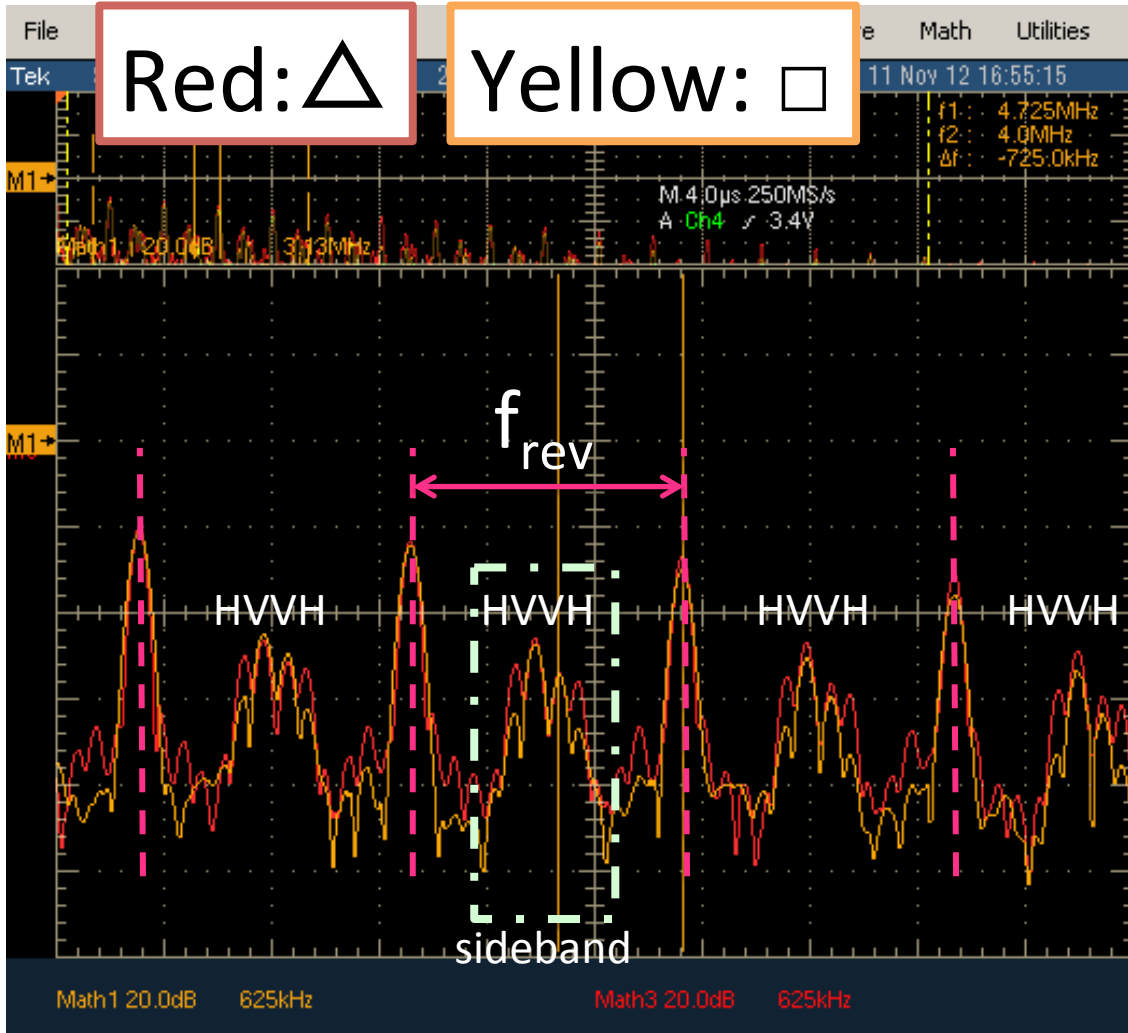 File
Red: △
Yellow: □
Math Utilities
Tek
11 Nov 12 16:55:15
f1 : 4.725MHz
f2 : 4.0MHz
Δf : -725.0kHz
M1
M 4.0µs 250MS/s
A Ch4 3.4V
Math1 20.0dB 3.13MHz
M1
f rev
HVVH HVVH HVVH HVVH
sideband
Math1 20.0dB 625kHz Math3 20.0dB 625kHz